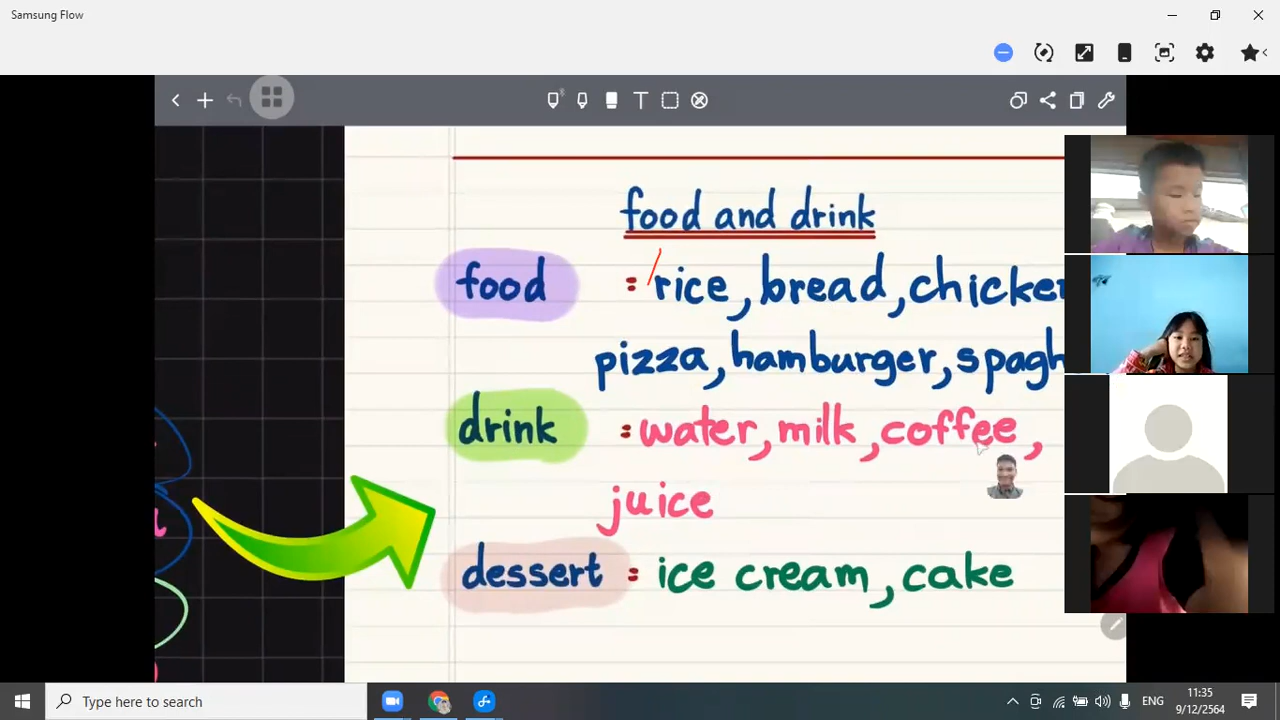 Samsung Flow
food and drink
food : rice, bread, chicken
pizza, hamburger, spagh
drink : water, milk, coffee,
juice
dessert : ice cream, cake
Type here to search
ENG
11:35
9/12/2564